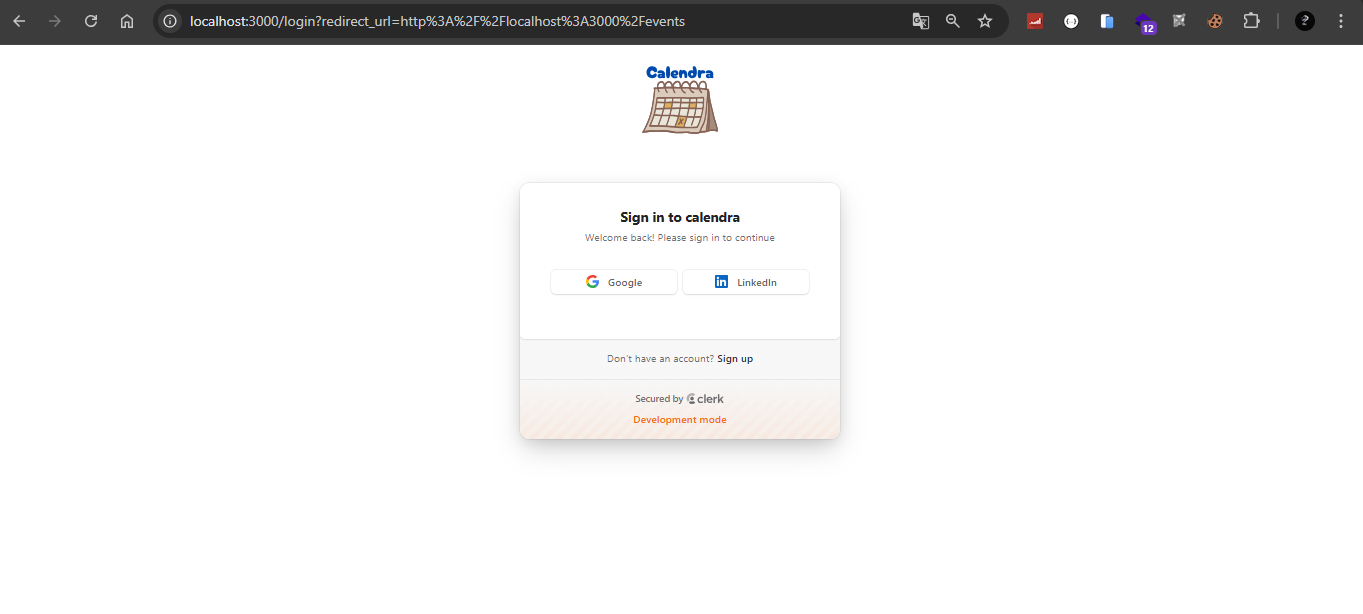 localhost:3000/login?redirect_url=http%3A%2F%2Flocalhost%3A3000%2Fevents
12
Calendra
Sign in to calendra
Welcome back! Please sign in to continue
Google
LinkedIn
Don't have an account? Sign up
Secured by clerk
Development mode